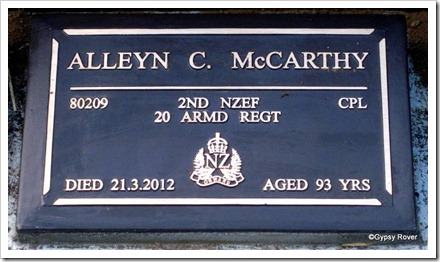 ALLEYN C. McCARTHY
80209 2ND NZEF CPL
20 ARMD REGT
NZ
DIED 21.3.2012 AGED 93 YRS
©Gypsy Rover